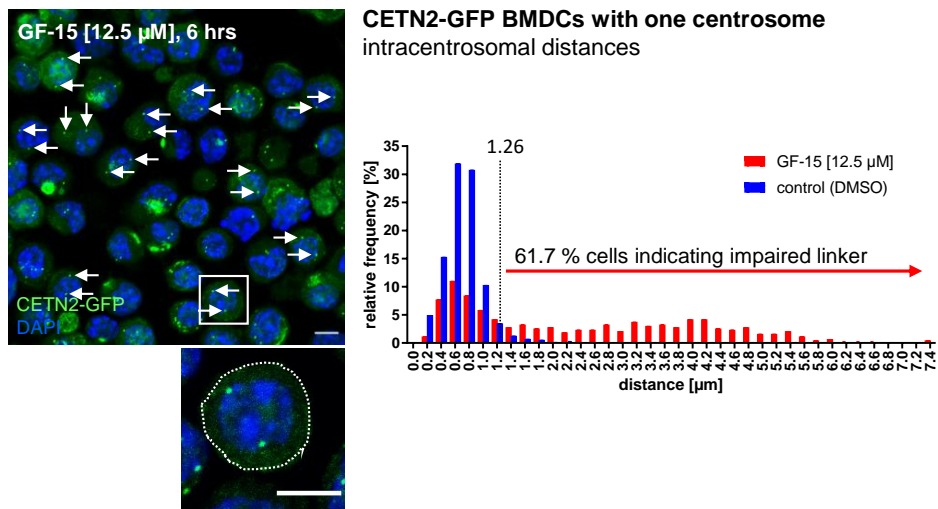 GF-15 [12.5 µM], 6 hrs
CETN2-GFP
DAPI
CETN2-GFP BMDCs with one centrosome
intracentrosomal distances
1.26
GF-15 [12.5 µM]
control (DMSO)
61.7 % cells indicating impaired linker
relative frequency [%]
35
30
25
20
15
10
5
0
0.0 0.2 0.4 0.6 0.8 1.0 1.2 1.4 1.6 1.8 2.0 2.2 2.4 2.6 2.8 3.0 3.2 3.4 3.6 3.8 4.0 4.2 4.4 4.6 4.8 5.0 5.2 5.4 5.6 5.8 6.0 6.2 6.4 6.6 6.8 7.0 7.2 7.4
distance [µm]